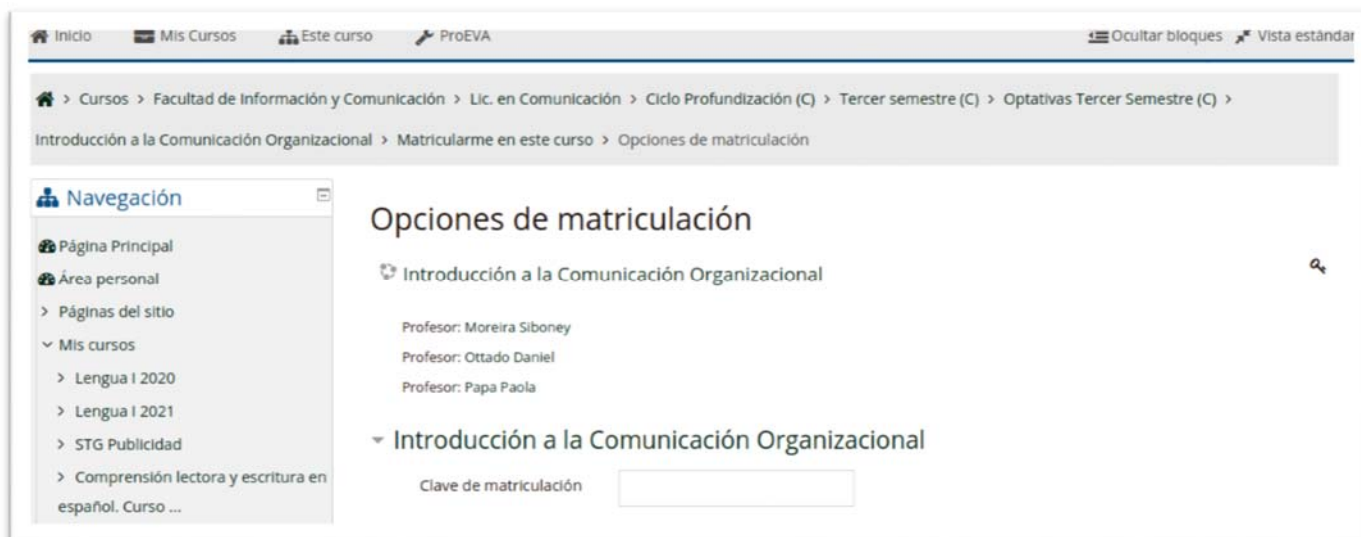 Inicio Mis Cursos Este curso ProEVA Ocultar bloques Vista estándar
> Cursos > Facultad de Información y Comunicación > Lic. en Comunicación > Ciclo Profundización (C) > Tercer semestre (C) > Optativas Tercer Semestre (C) >
Introducción a la Comunicación Organizacional > Matricularme en este curso > Opciones de matriculación
Navegación
Página Principal
Área personal
> Páginas del sitio
Mis cursos
> Lengua I 2020
> Lengua I 2021
> STG Publicidad
> Comprensión lectora y escritura en
español. Curso ...
Opciones de matriculación
Introducción a la Comunicación Organizacional
Profesor: Moreira Siboney
Profesor: Ottado Daniel
Profesor: Papa Paola
Introducción a la Comunicación Organizacional
Clave de matriculación